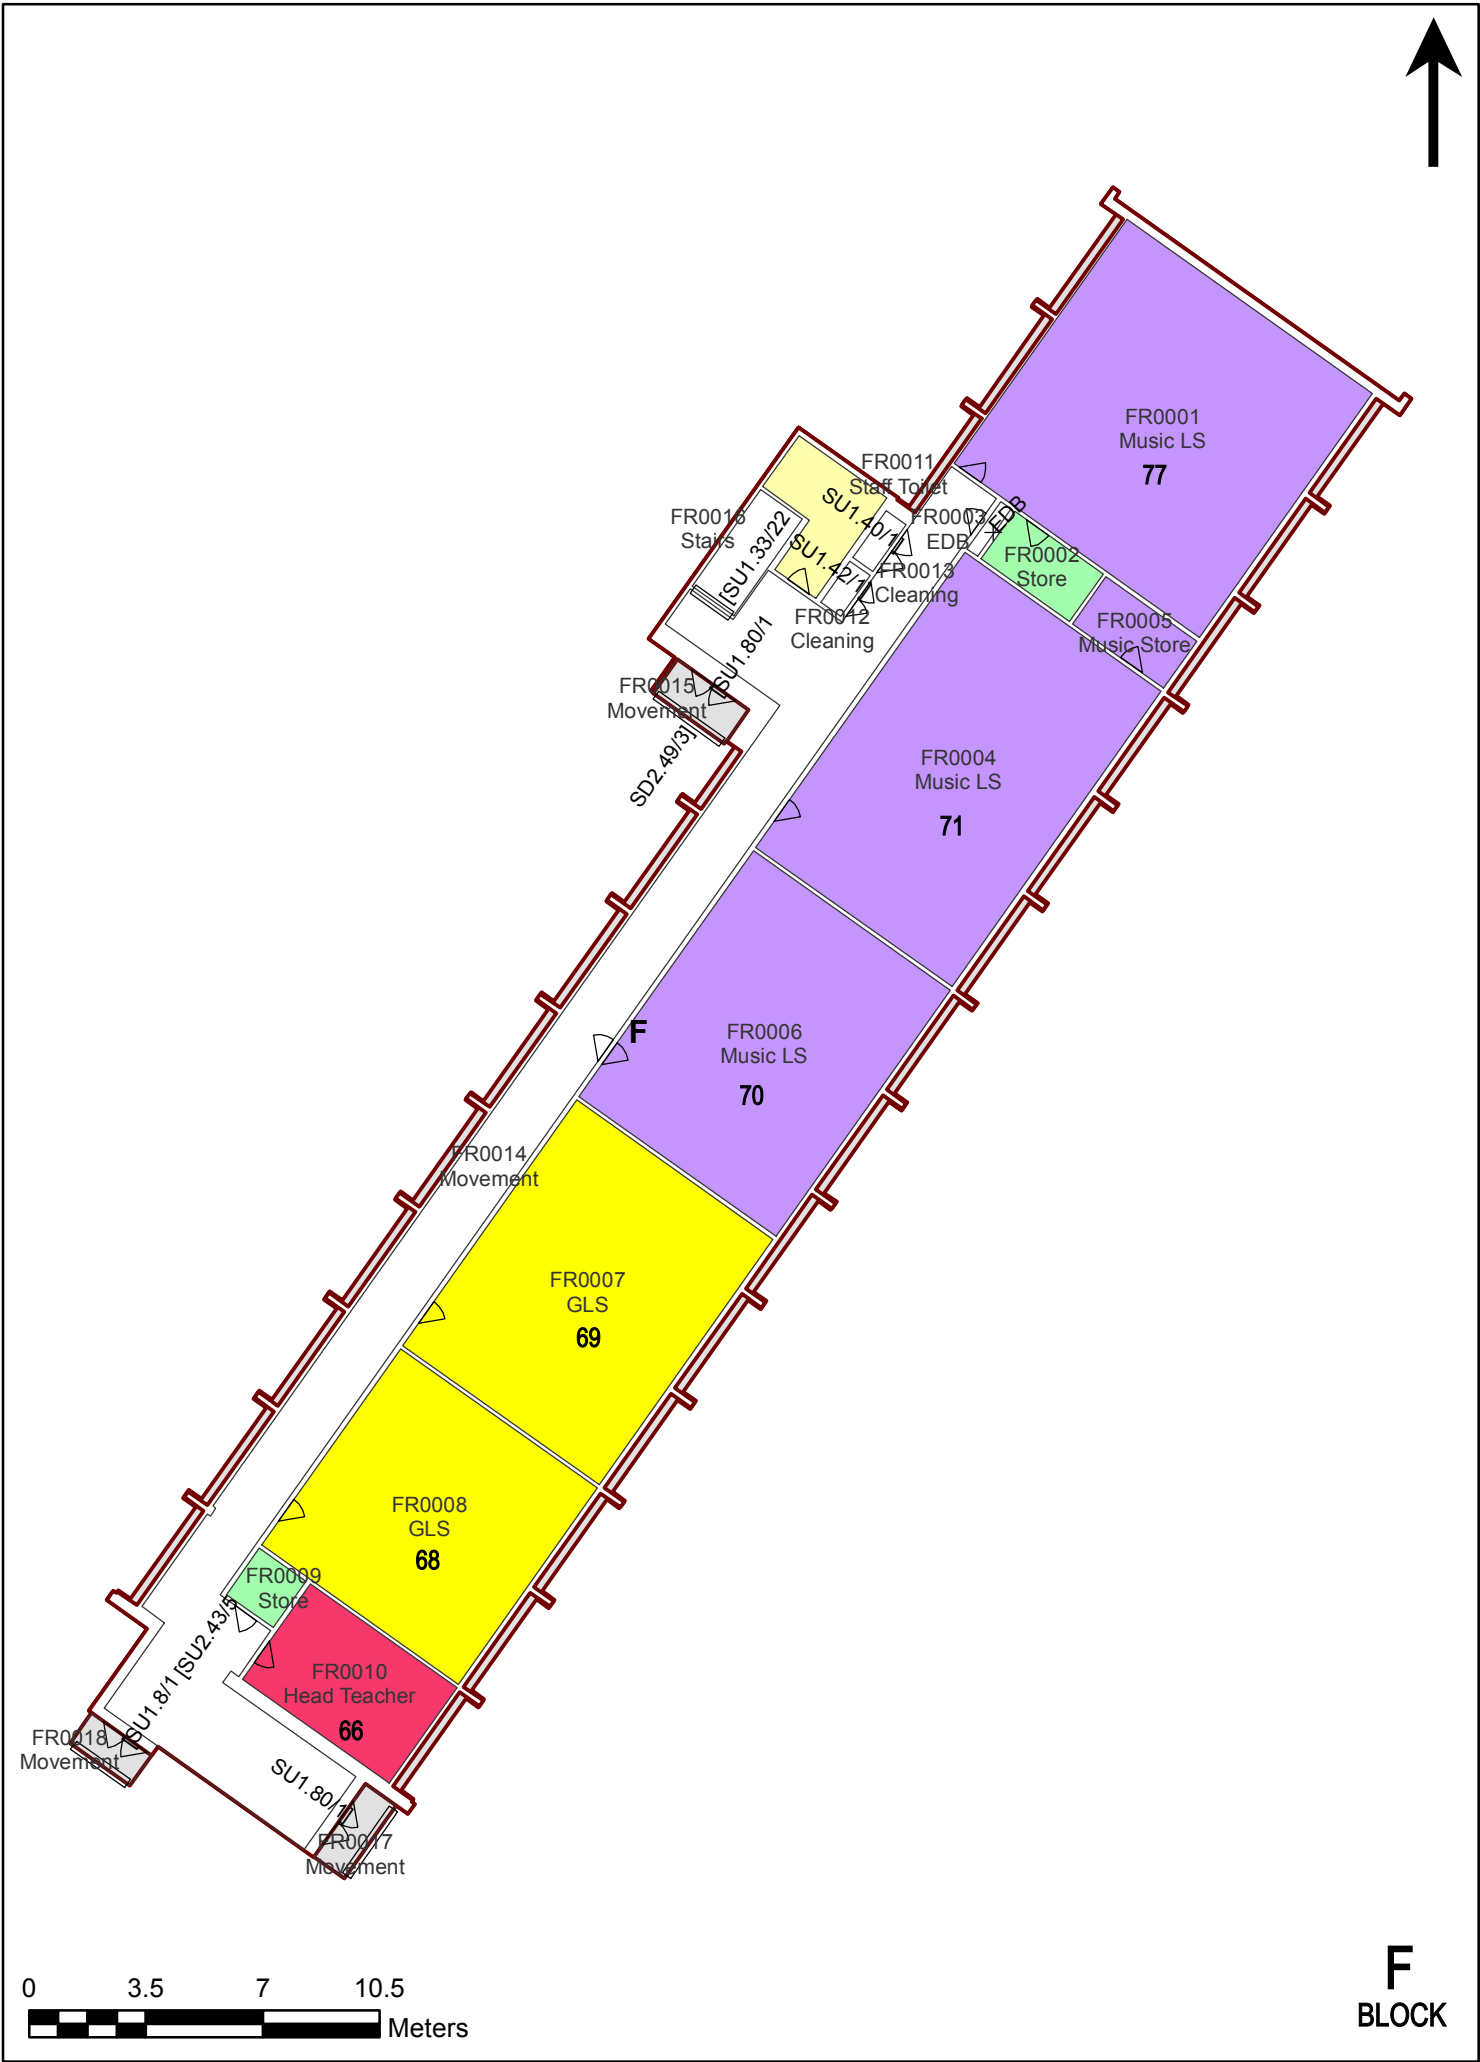 FR0001
Music LS
77
FR0011
Staff Toilet
SU1.40/1]
FR0003
EDB
EDB
FR0016
Stairs
[SU1.33/22
SU1.42/1
FR0002
Store
FR0013
Cleaning
FR0012
Cleaning
FR0005
Music Store
[SU1.80/1
FR0015
Movement
SD2.49/3]
FR0004
Music LS
71
F
FR0006
Music LS
70
FR0014
Movement
FR0007
GLS
69
FR0008
GLS
68
FR0009
Store
SU1.8/1 [SU2.43/5
FR0010
Head Teacher
66
FR0018
Movement
SU1.80/1]
FR0017
Movement
0 3.5 7 10.5
Meters
F
BLOCK